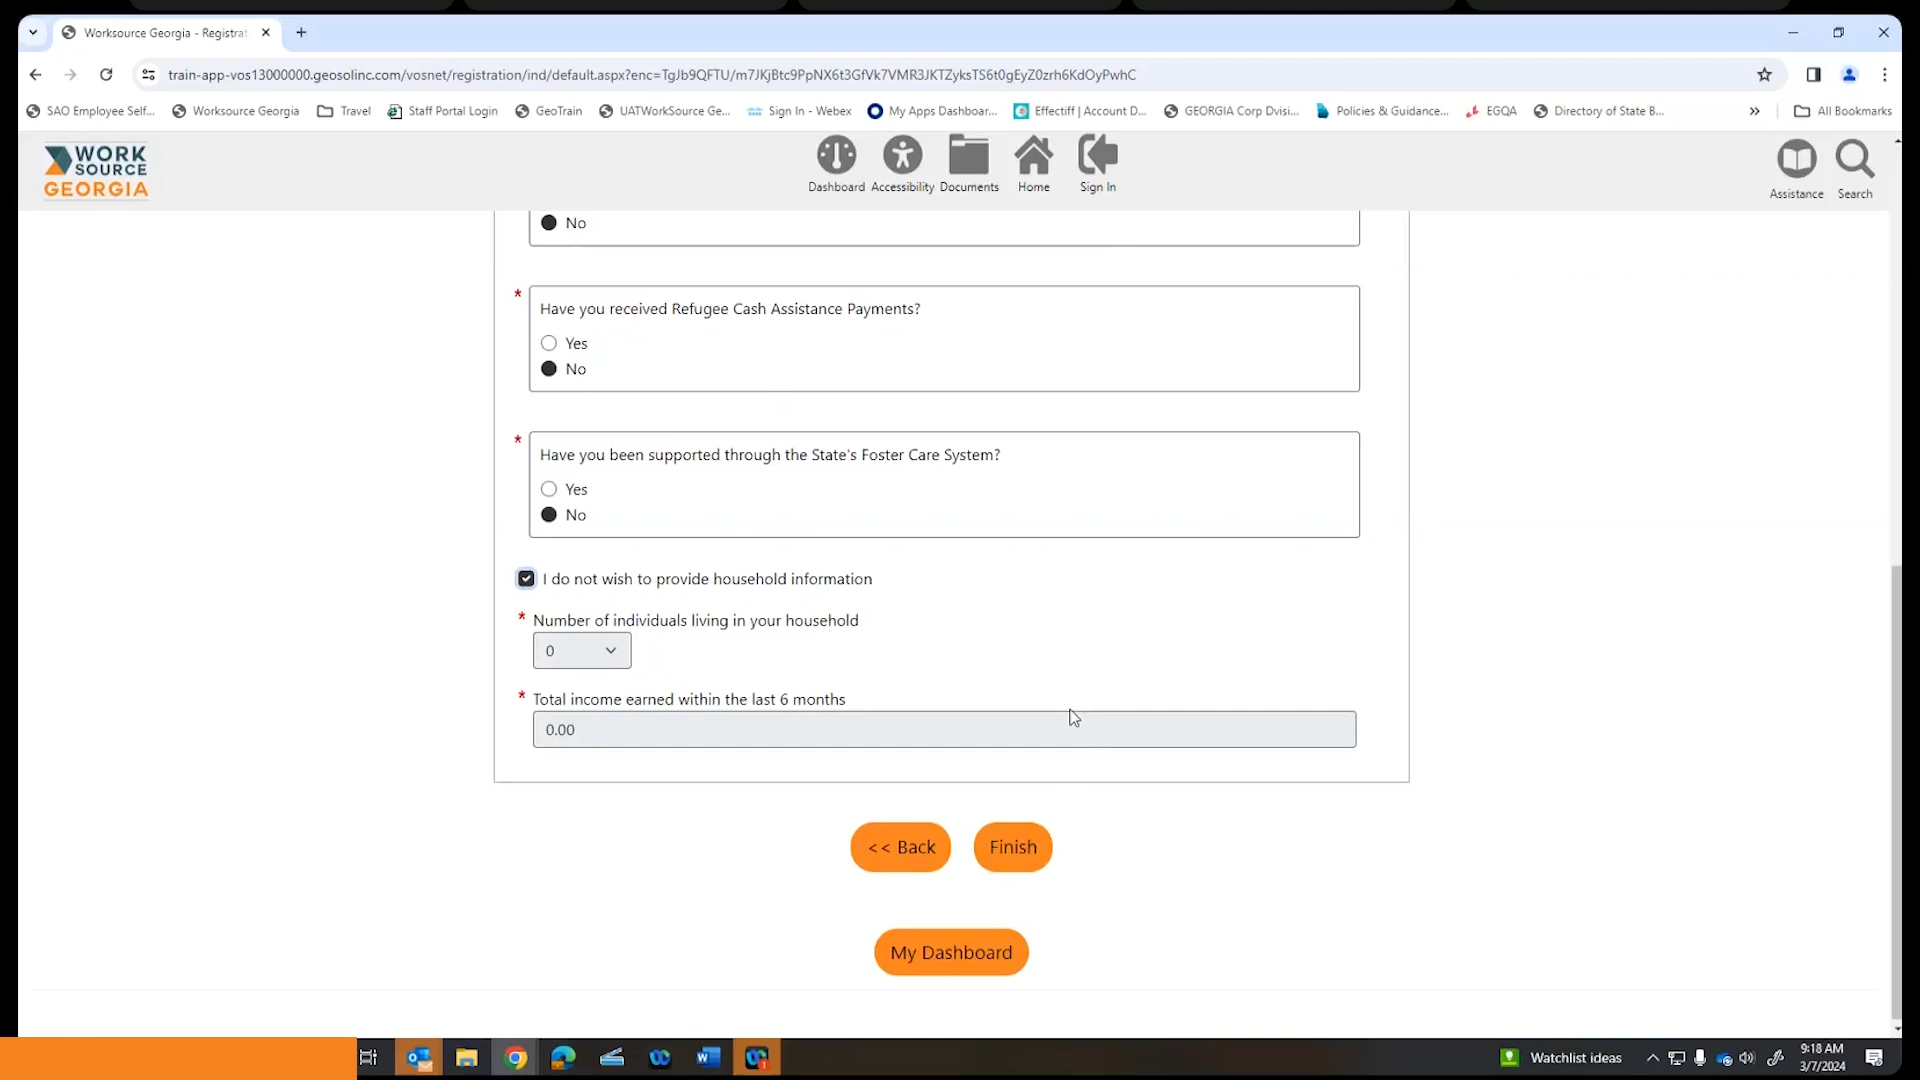 Worksource Georgia - Registrat
train-app-vos13000000.geosolinc.com/vosnet/registration/ind/default.aspx?enc=TgJb9QFTU/m7JKjBtc9PpNX6t3GfVk7VMR3JKTZyksTS6t0gEyZ0zrh6KdOyPwhC
SAO Employee Self... Worksource Georgia Travel Staff Portal Login GeoTrain UATWorkSource Ge... Sign In - Webex My Apps Dashboar... Effectiff | Account D... GEORGIA Corp Dvisi... Policies & Guidance... EGQA Directory of State B... » All Bookmarks
WORK
SOURCE
GEORGIA
Dashboard Accessibility Documents Home Sign In Assistance Search
No
* Have you received Refugee Cash Assistance Payments?
Yes
No
* Have you been supported through the State's Foster Care System?
Yes
No
I do not wish to provide household information
* Number of individuals living in your household
0
* Total income earned within the last 6 months
0.00
<< Back Finish
My Dashboard
Watchlist ideas
9:18 AM
3/7/2024